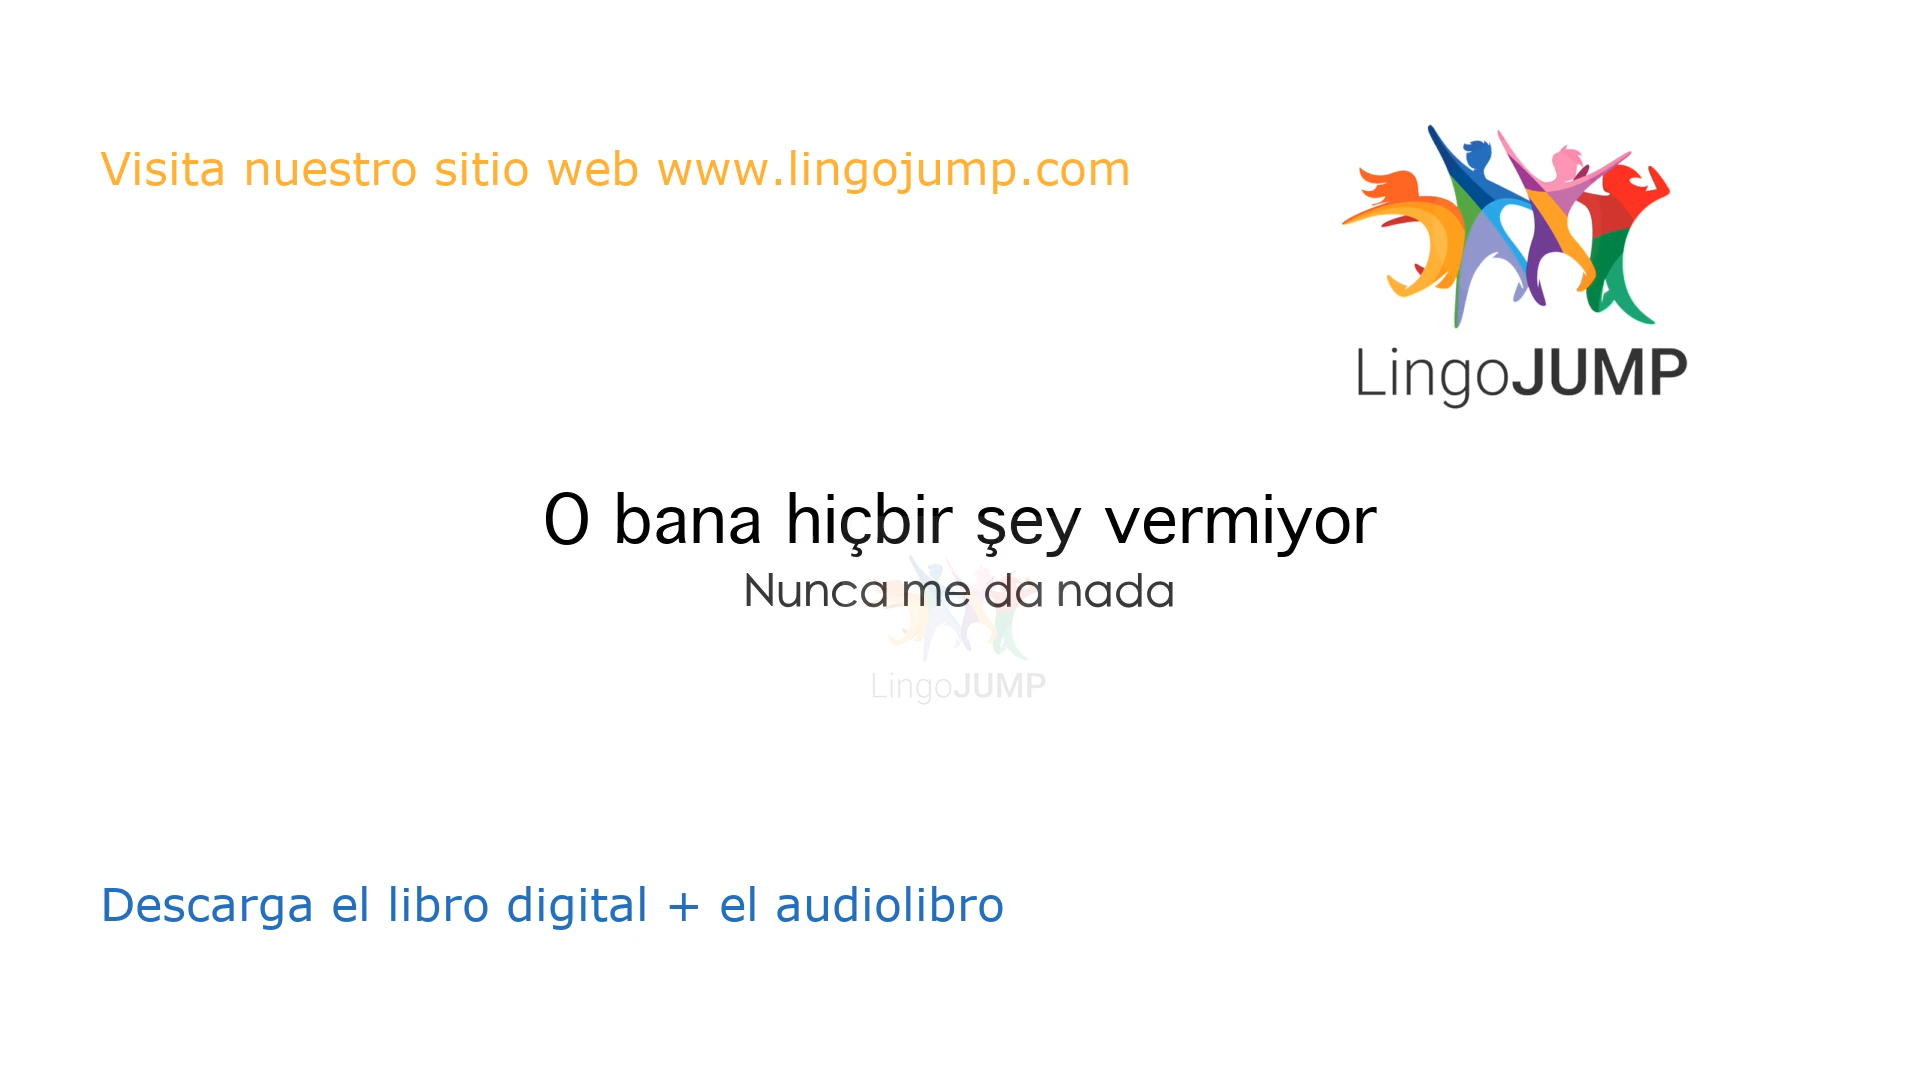 Visita nuestro sitio web www.lingojump.com
LingoJUMP
O bana hiçbir şey vermiyor
Nunca me da nada
LingoJUMP
Descarga el libro digital + el audiolibro